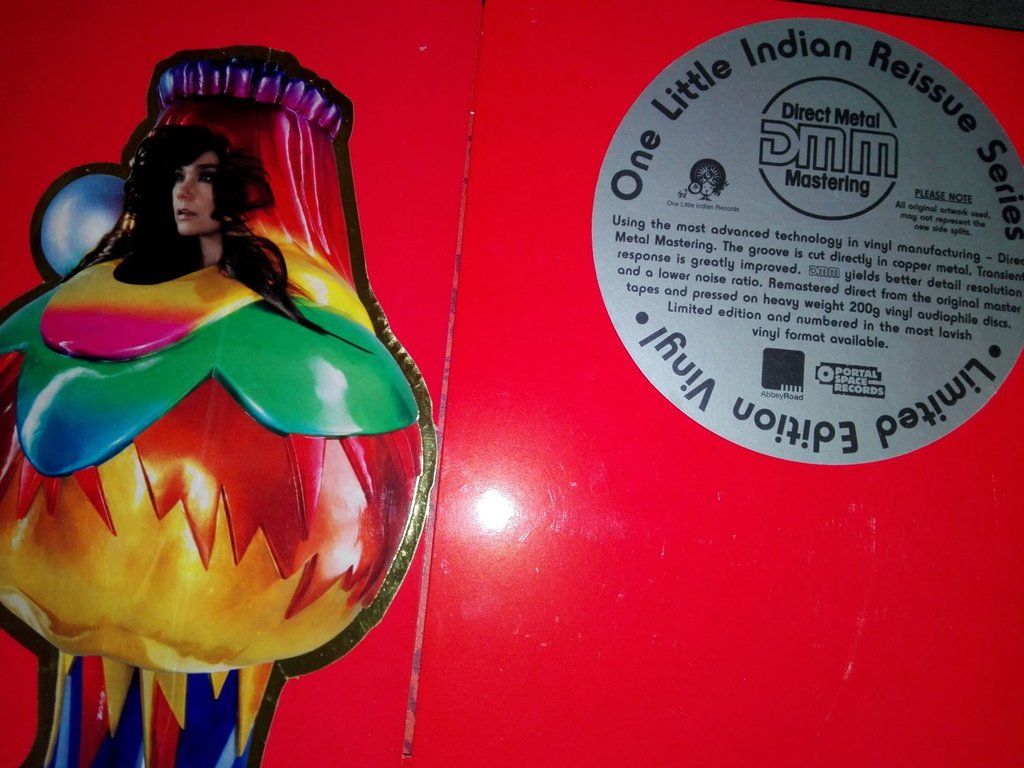 One Little Indian Reissue Series
Direct Metal
DMM
Mastering
One Little Indian Records
PLEASE NOTE
All original artwork used,
may not represent the
new side splits.
Using the most advanced technology in vinyl manufacturing – Direc
Metal Mastering. The groove is cut directly in copper metal. Transient
response is greatly improved. DMM yields better detail resolution
and a lower noise ratio. Remastered direct from the original master
tapes and pressed on heavy weight 200g vinyl audiophile discs.
Limited edition and numbered in the most lavish
vinyl format available.
AbbeyRoad
PORTAL
SPACE
RECORDS
• Limited Edition Vinyl •